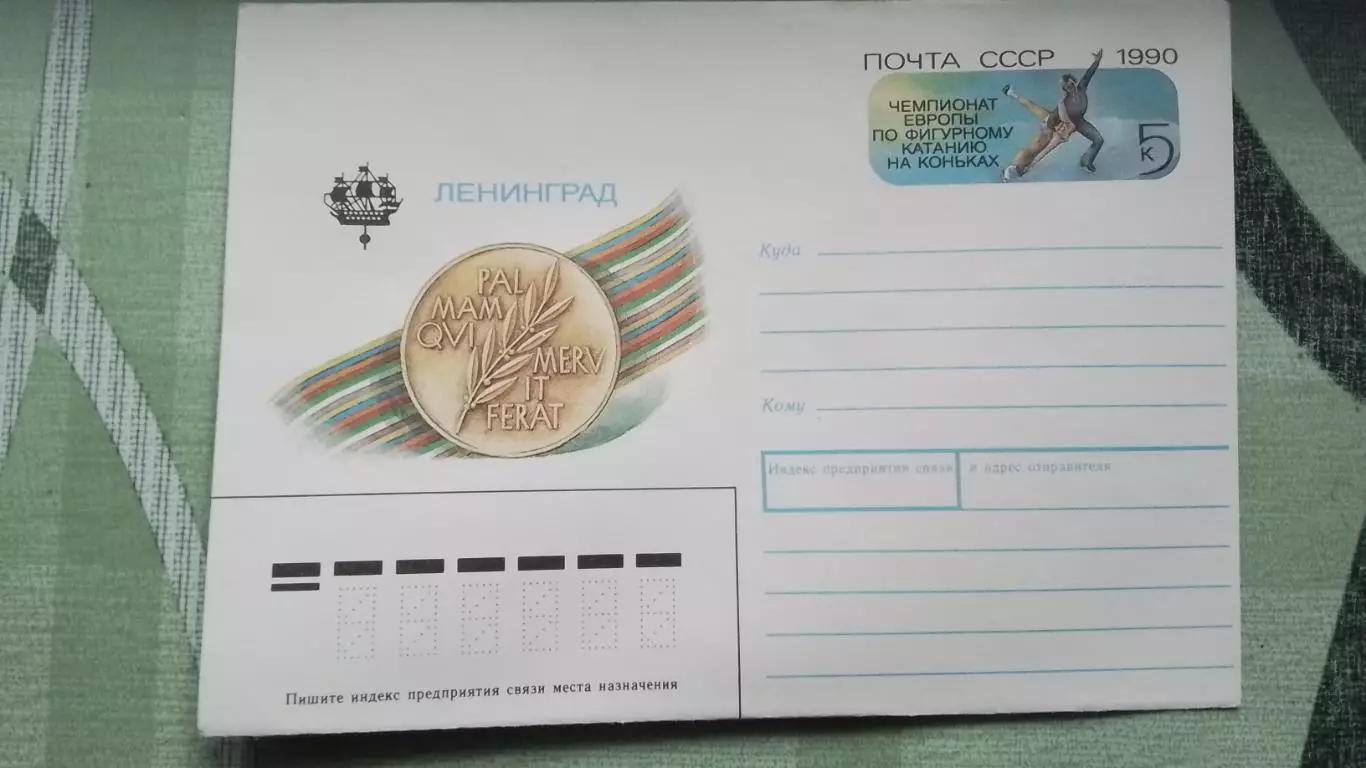 ПОЧТА СССР 1990
ЧЕМПИОНАТ
ЕВРОПЫ
ПО ФИГУРНОМУ
КАТАНИЮ
НА КОНЬКАХ
5 к
ЛЕНИНГРАД
PAL
MAM
QVI
MERV
IT
FERAT
Куда
Кому
Индекс предприятия связи и адрес отправителя
Пишите индекс предприятия связи места назначения